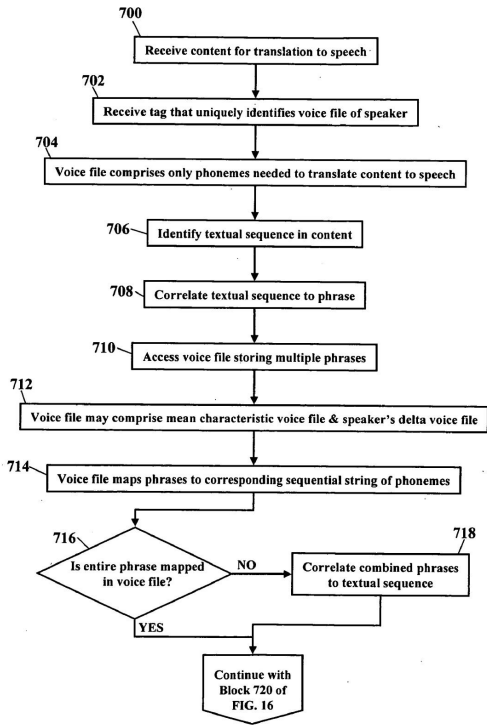 700
Receive content for translation to speech
702
Receive tag that uniquely identifies voice file of speaker
704
Voice file comprises only phonemes needed to translate content to speech
706
Identify textual sequence in content
708
Correlate textual sequence to phrase
710
Access voice file storing multiple phrases
712
Voice file may comprise mean characteristic voice file & speaker's delta voice file
714
Voice file maps phrases to corresponding sequential string of phonemes
716
Is entire phrase mapped
in voice file?
NO
718
Correlate combined phrases
to textual sequence
YES
Continue with
Block 720 of
FIG. 16